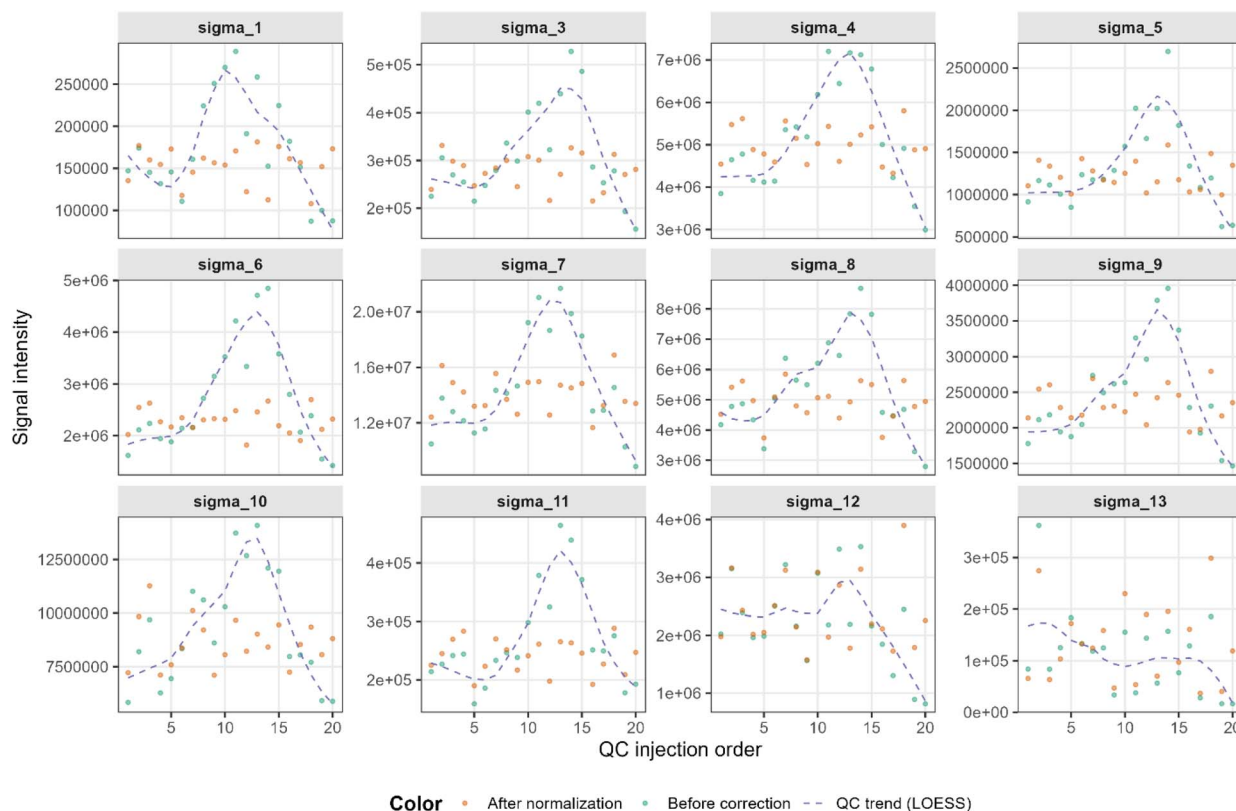 sigma_1
sigma_3
sigma_4
sigma_5
250000
200000
150000
100000
5e+05
4e+05
3e+05
2e+05
7e+06
6e+06
5e+06
4e+06
3e+06
2500000
2000000
1500000
1000000
500000
sigma_6
sigma_7
sigma_8
sigma_9
5e+06
4e+06
3e+06
2e+06
2.0e+07
1.6e+07
1.2e+07
8e+06
7e+06
6e+06
5e+06
4e+06
3e+06
4000000
3500000
3000000
2500000
2000000
1500000
sigma_10
sigma_11
sigma_12
sigma_13
12500000
10000000
7500000
4e+05
3e+05
2e+05
4e+06
3e+06
2e+06
1e+06
3e+05
2e+05
1e+05
0e+00
5 10 15 20
5 10 15 20
5 10 15 20
5 10 15 20
Signal intensity
QC injection order
Color After normalization Before correction QC trend (LOESS)